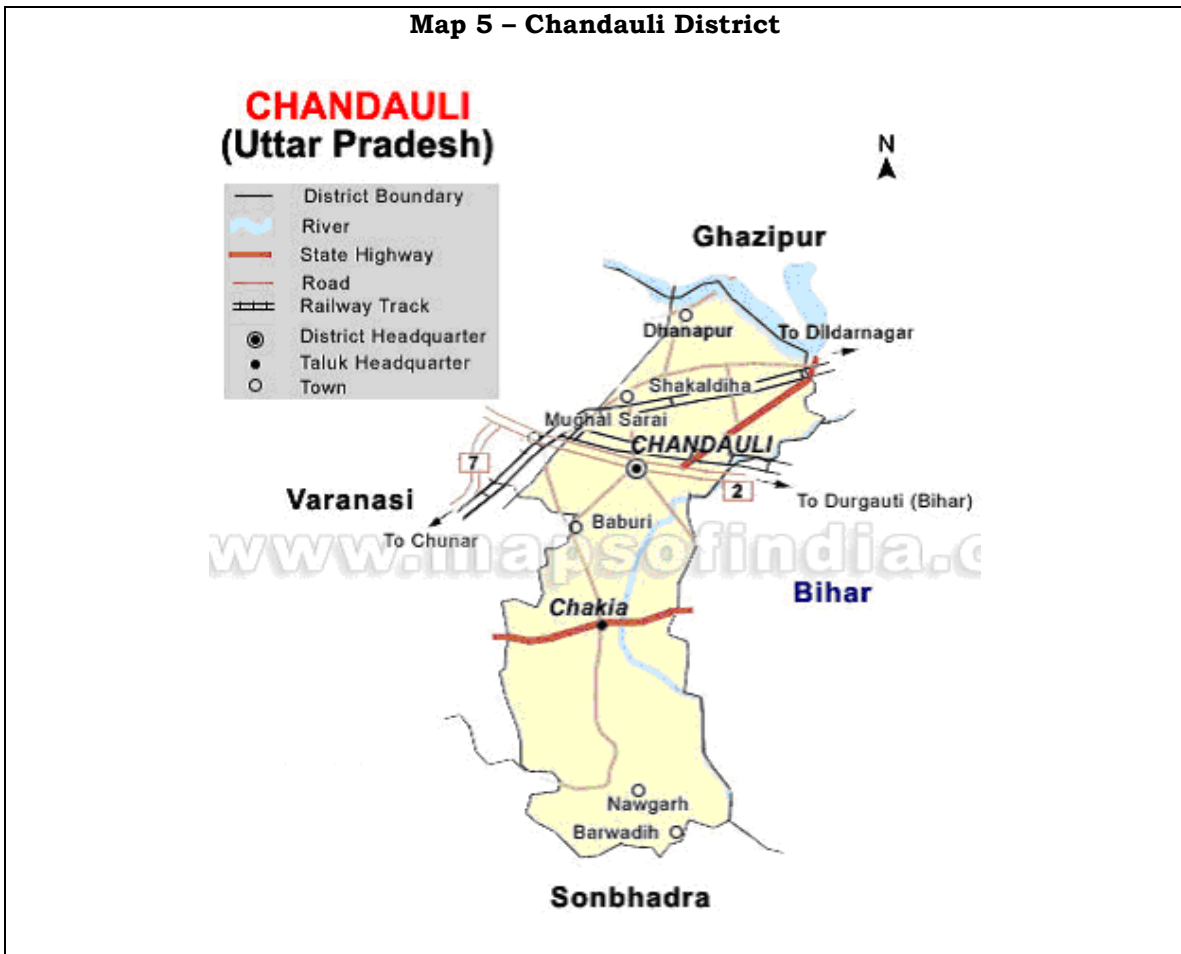 Map 5 – Chandauli District
CHANDAULI
(Uttar Pradesh)
District Boundary
River
State Highway
Road
Railway Track
District Headquarter
Taluk Headquarter
Town
N
Ghazipur
Dhanapur
To Dildarnagar
Shakaldiha
Mughal Sarai
CHANDAULI
7
2
Varanasi
To Durgauti (Bihar)
Baburi
To Chunar
www.mapsofindia.c
Bihar
Chakia
Nawgarh
Barwadih
Sonbhadra